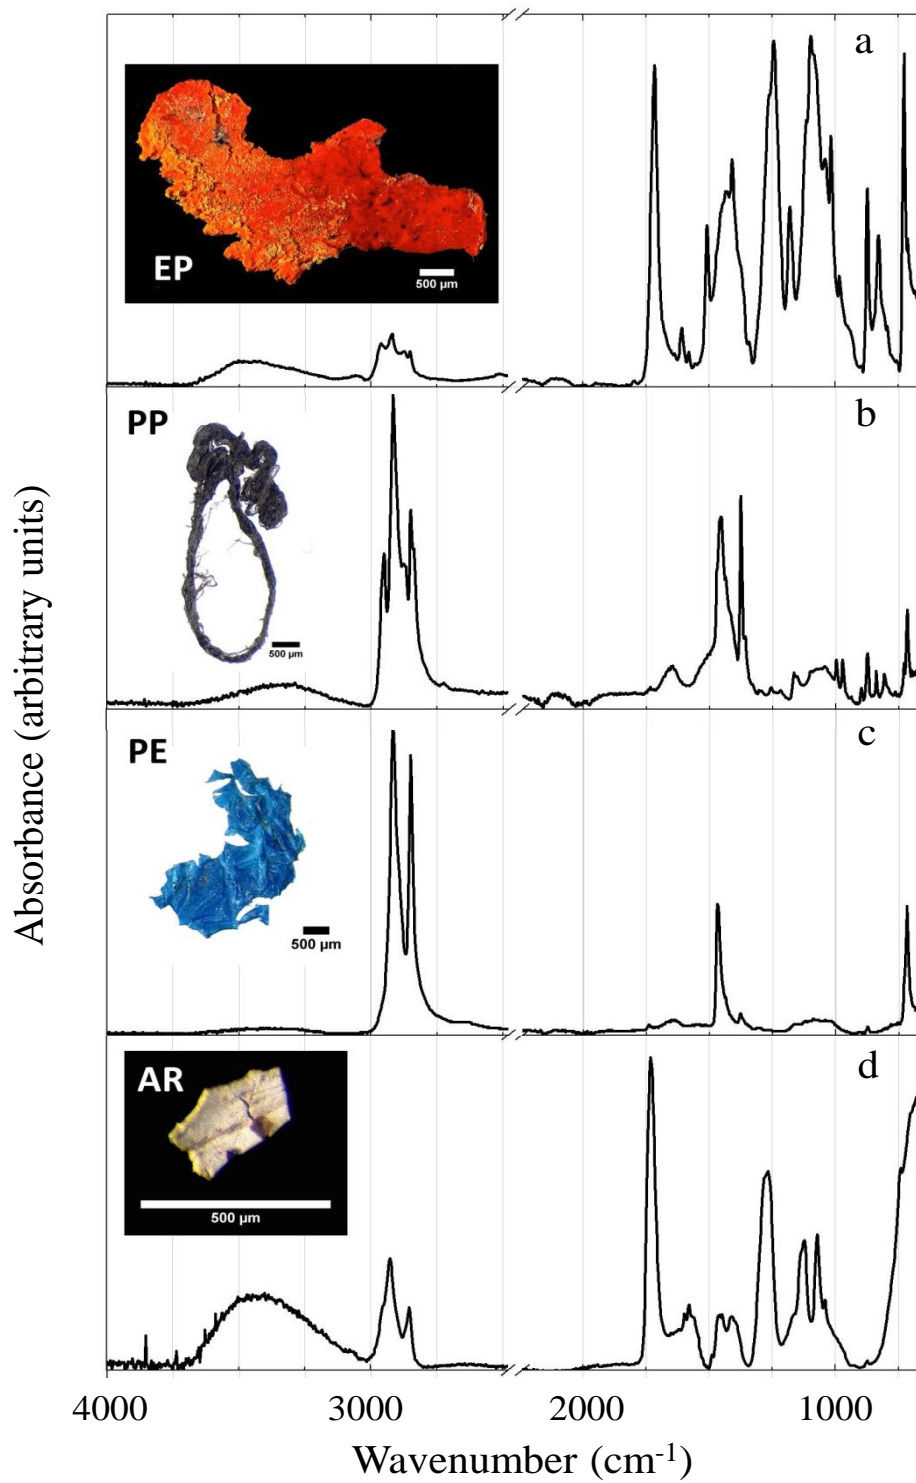 a
EP
500 µm
b
PP
500 µm
c
PE
500 µm
d
AR
500 µm
Absorbance (arbitrary units)
4000 3000 2000 1000
Wavenumber (cm⁻¹)